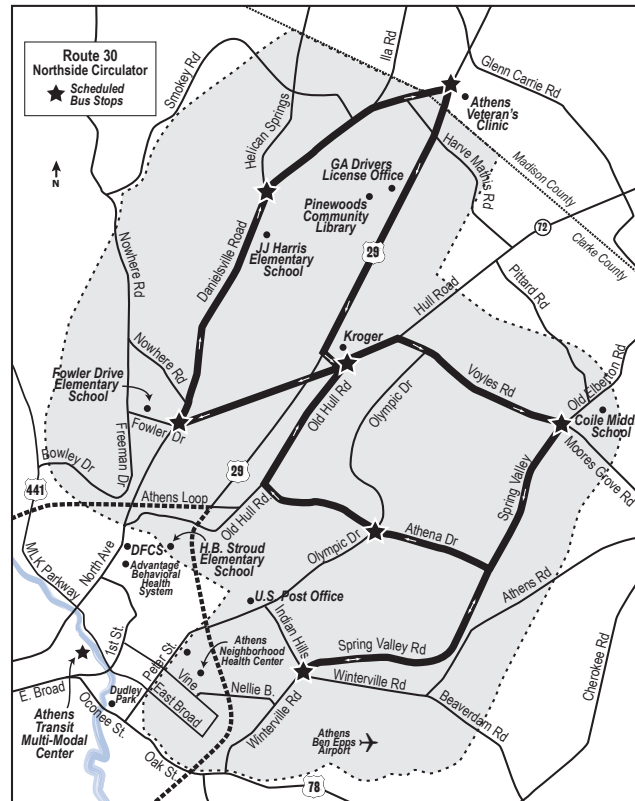 Route 30
Northside Circulator
Scheduled
Bus Stops
N
Smokey Rd
Ila Rd
Glenn Carrie Rd
Helican Springs
Athens
Veteran's
Clinic
Harve Mathis Rd
Madison County
Clarke County
GA Drivers
License Office
Pinewoods
Community
Library
72
JJ Harris
Elementary
School
Danielsville Road
29
Hull Road
Pittard Rd
Nowhere Rd
Nowhere Rd
Kroger
Fowler Drive
Elementary
School
Fowler Dr
Freeman Dr
Old Hull Rd
Olympic Dr
Voyles Rd
Old Elberton Rd
Coile Midd
School
Moores Grove Rd
Bowley Dr
441
29
Athens Loop
Old Hull Rd.
Spring Valley
MLK Parkway
North Ave
DFCS
Advantage
Behavioral
Health
System
H.B. Stroud
Elementary
School
Olympic Dr
Athena Dr
U.S. Post Office
Athens Rd
1st St.
Peter St.
Vine
Athens
Neighborhood
Health Center
Indian Hills
Spring Valley Rd
Winterville Rd
Cherokee Rd
E. Broad
Dudley
Park
East Broad
Nellie B.
Athens
Transit
Multi-Modal
Center
Oconee St.
Oak St.
Winterville Rd
Beaverdam Rd
Athens
Ben Epps
Airport
78